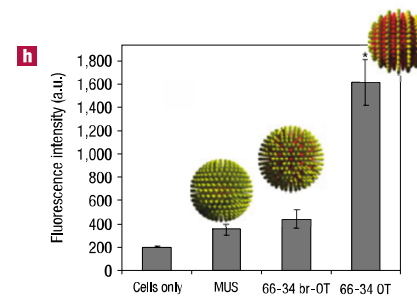 h
Fluorescence intensity (a.u.)
1,800
1,600
1,400
1,200
1,000
800
600
400
200
0
*
Cells only
MUS
66-34 br-OT
66-34 OT